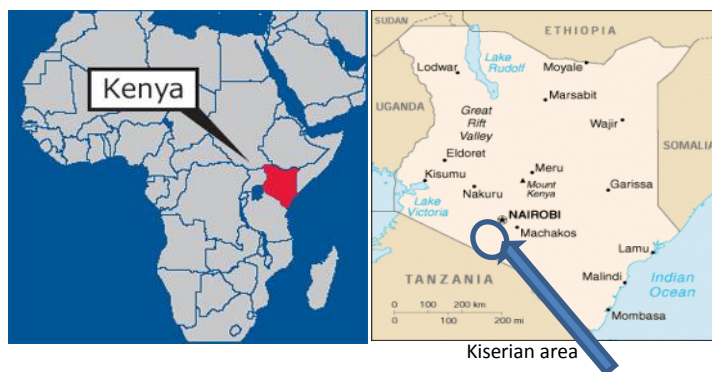 Kenya
SUDAN
ETHIOPIA
Lake
Rudolf
Lodwar
Moyale
UGANDA
Marsabit
Great
Rift
Valley
Wajir
SOMALIA
Eldoret
Kisumu
Meru
Mount
Kenya
Nakuru
Garissa
Lake
Victoria
NAIROBI
Machakos
Lamu
TANZANIA
Malindi
Indian
Ocean
0 100 200 km
0 100 200 mi
Mombasa
Kiserian area